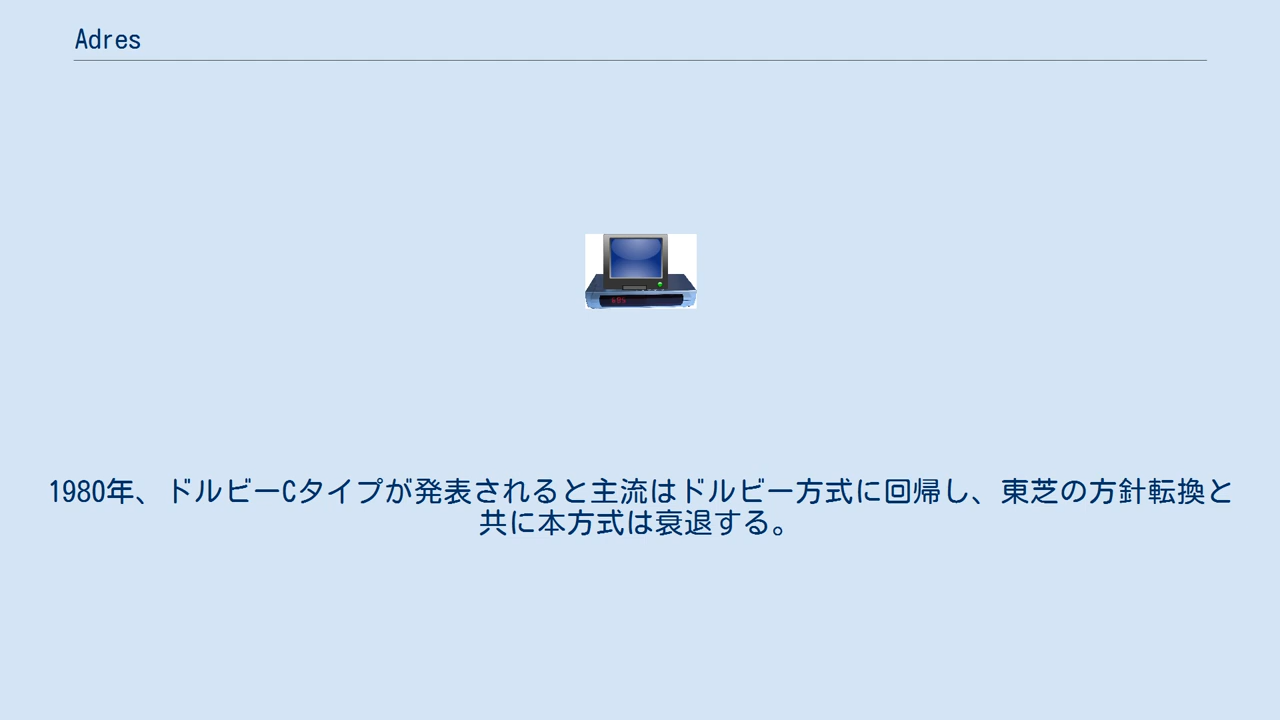 Adres
1980年、ドルビーCタイプが発表されると主流はドルビー方式に回帰し、東芝の方針転換と
共に本方式は衰退する。